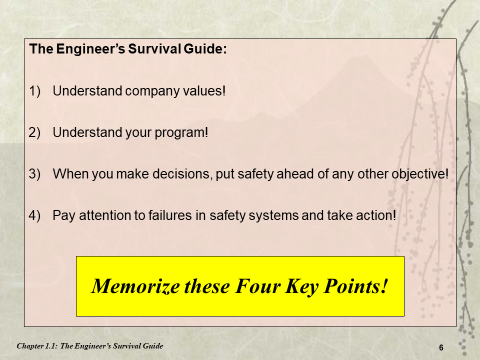 The Engineer's Survival Guide:
1) Understand company values!
2) Understand your program!
3) When you make decisions, put safety ahead of any other objective!
4) Pay attention to failures in safety systems and take action!
Memorize these Four Key Points!
Chapter 1.1: The Engineer's Survival Guide
6